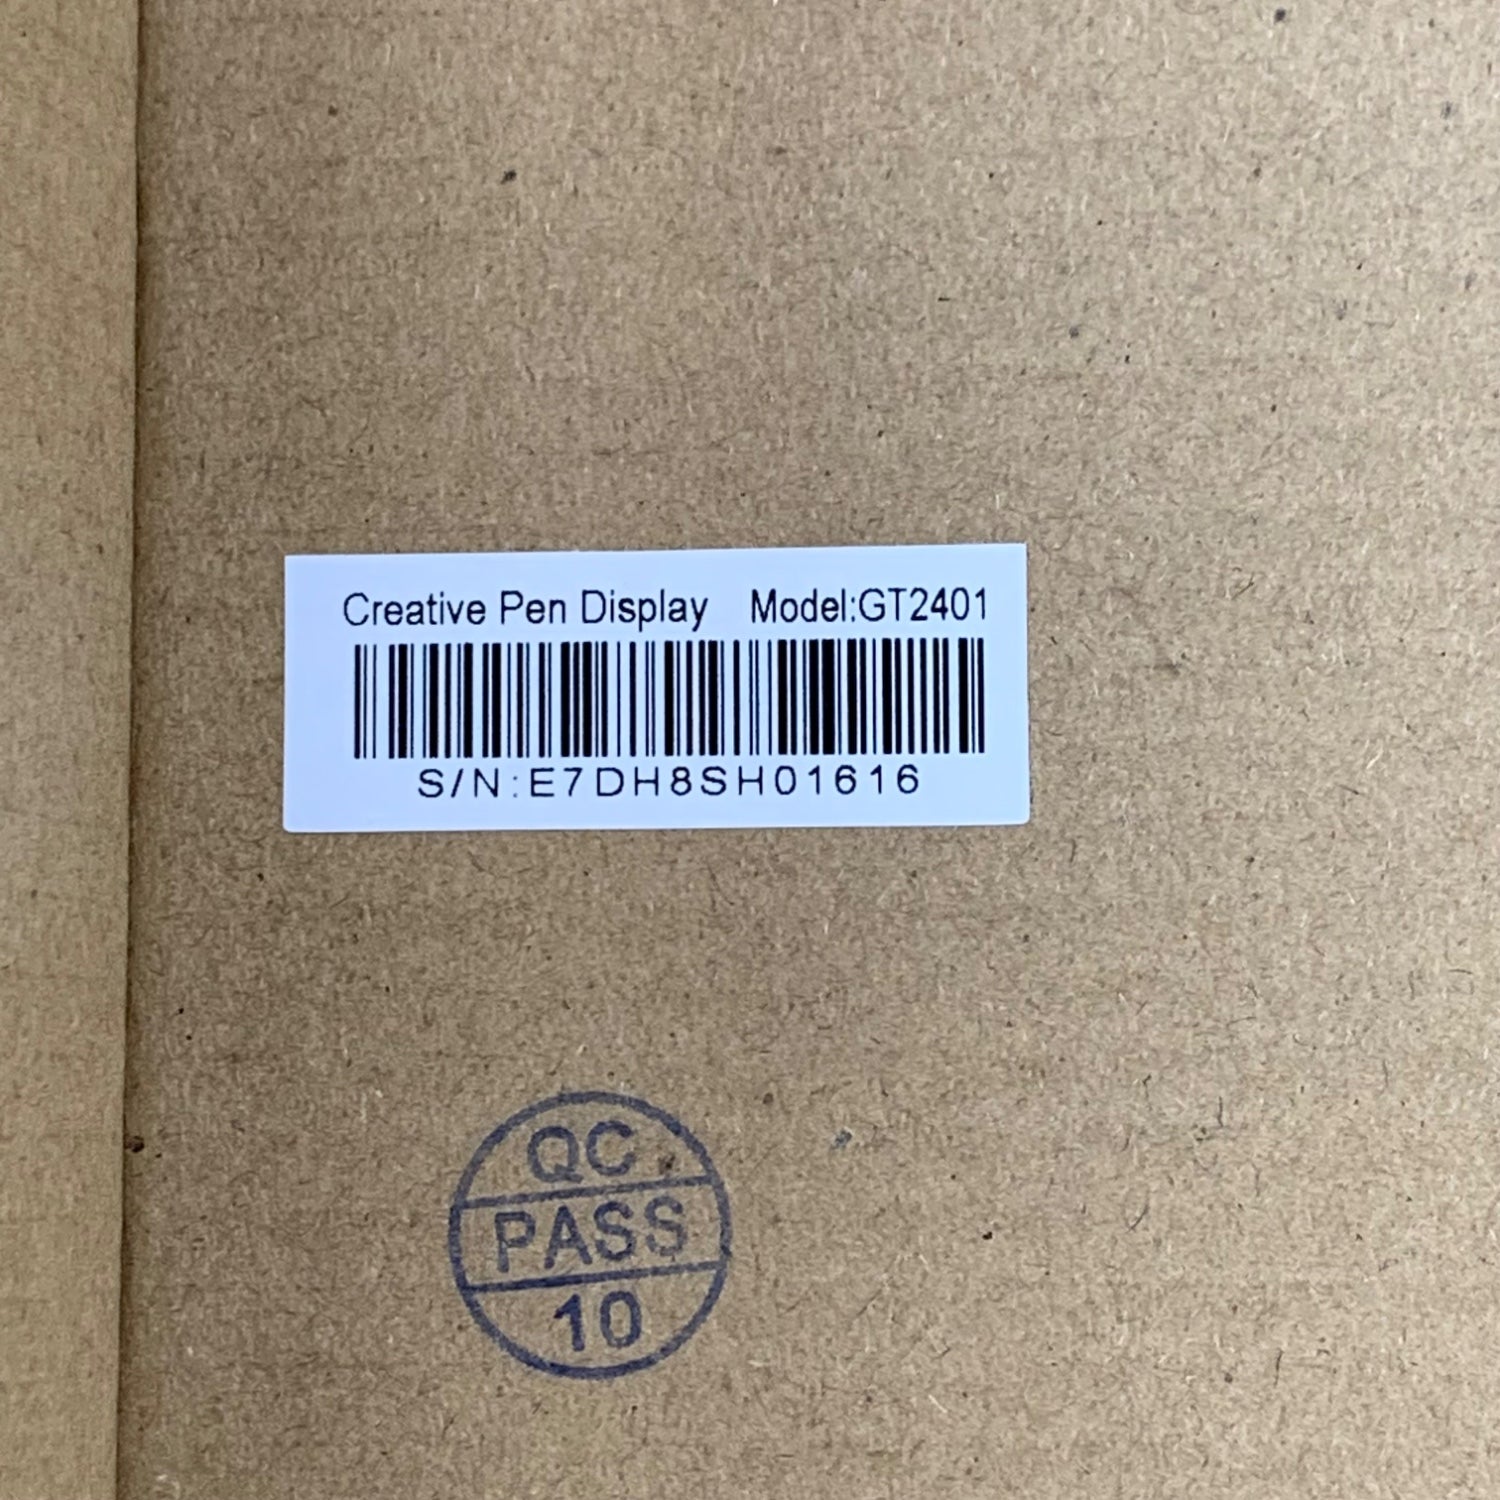 Creative Pen Display Model:GT2401
S/N:E7DH8SH01616
QC
PASS
10